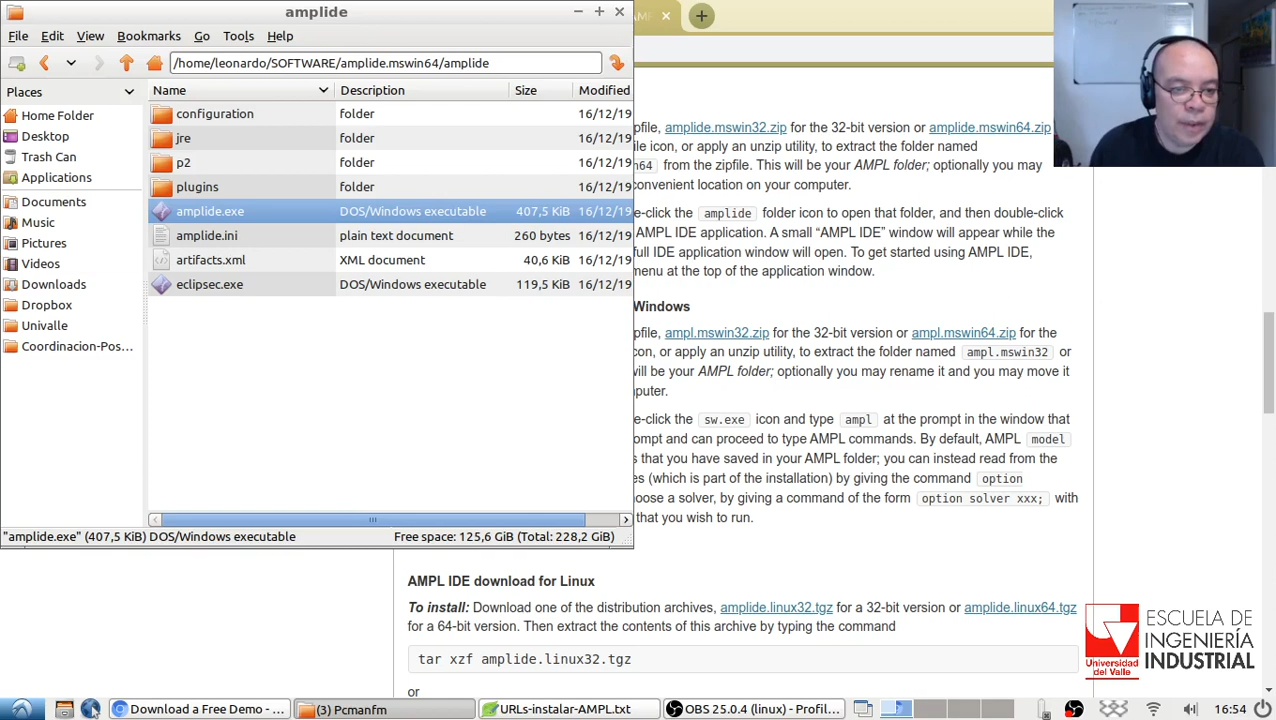 amplide
File Edit View Bookmarks Go Tools Help
/home/leonardo/SOFTWARE/amplide.mswin64/amplide
Places
Home Folder
Desktop
Trash Can
Applications
Documents
Music
Pictures
Videos
Downloads
Dropbox
Univalle
Coordinacion-Pos...
Name Description Size Modified
configuration folder 16/12/19
jre folder 16/12/19
p2 folder 16/12/19
plugins folder 16/12/19
amplide.exe DOS/Windows executable 407,5 KiB 16/12/19
amplide.ini plain text document 260 bytes 16/12/19
artifacts.xml XML document 40,6 KiB 16/12/19
eclipsec.exe DOS/Windows executable 119,5 KiB 16/12/19
"amplide.exe" (407,5 KiB) DOS/Windows executable Free space: 125,6 GiB (Total: 228,2 GiB)
pfile, amplide.mswin32.zip for the 32-bit version or amplide.mswin64.zip
ile icon, or apply an unzip utility, to extract the folder named
n64 from the zipfile. This will be your AMPL folder; optionally you may
convenient location on your computer.
e-click the amplide folder icon to open that folder, and then double-click
AMPL IDE application. A small “AMPL IDE” window will appear while the
full IDE application window will open. To get started using AMPL IDE,
menu at the top of the application window.
Windows
pfile, ampl.mswin32.zip for the 32-bit version or ampl.mswin64.zip for the
con, or apply an unzip utility, to extract the folder named ampl.mswin32 or
will be your AMPL folder; optionally you may rename it and you may move it
puter.
e-click the sw.exe icon and type ampl at the prompt in the window that
ompt and can proceed to type AMPL commands. By default, AMPL model
s that you have saved in your AMPL folder; you can instead read from the
es (which is part of the installation) by giving the command option
hoose a solver, by giving a command of the form option solver xxx; with
that you wish to run.
AMPL IDE download for Linux
To install: Download one of the distribution archives, amplide.linux32.tgz for a 32-bit version or amplide.linux64.tgz
for a 64-bit version. Then extract the contents of this archive by typing the command
tar xzf amplide.linux32.tgz
or
Universidad
del Valle
ESCUELA DE
INGENIERÍA
INDUSTRIAL
Download a Free Demo - ... (3) Pcmanfm URLs-instalar-AMPL.txt OBS 25.0.4 (linux) - Profil... 16:54